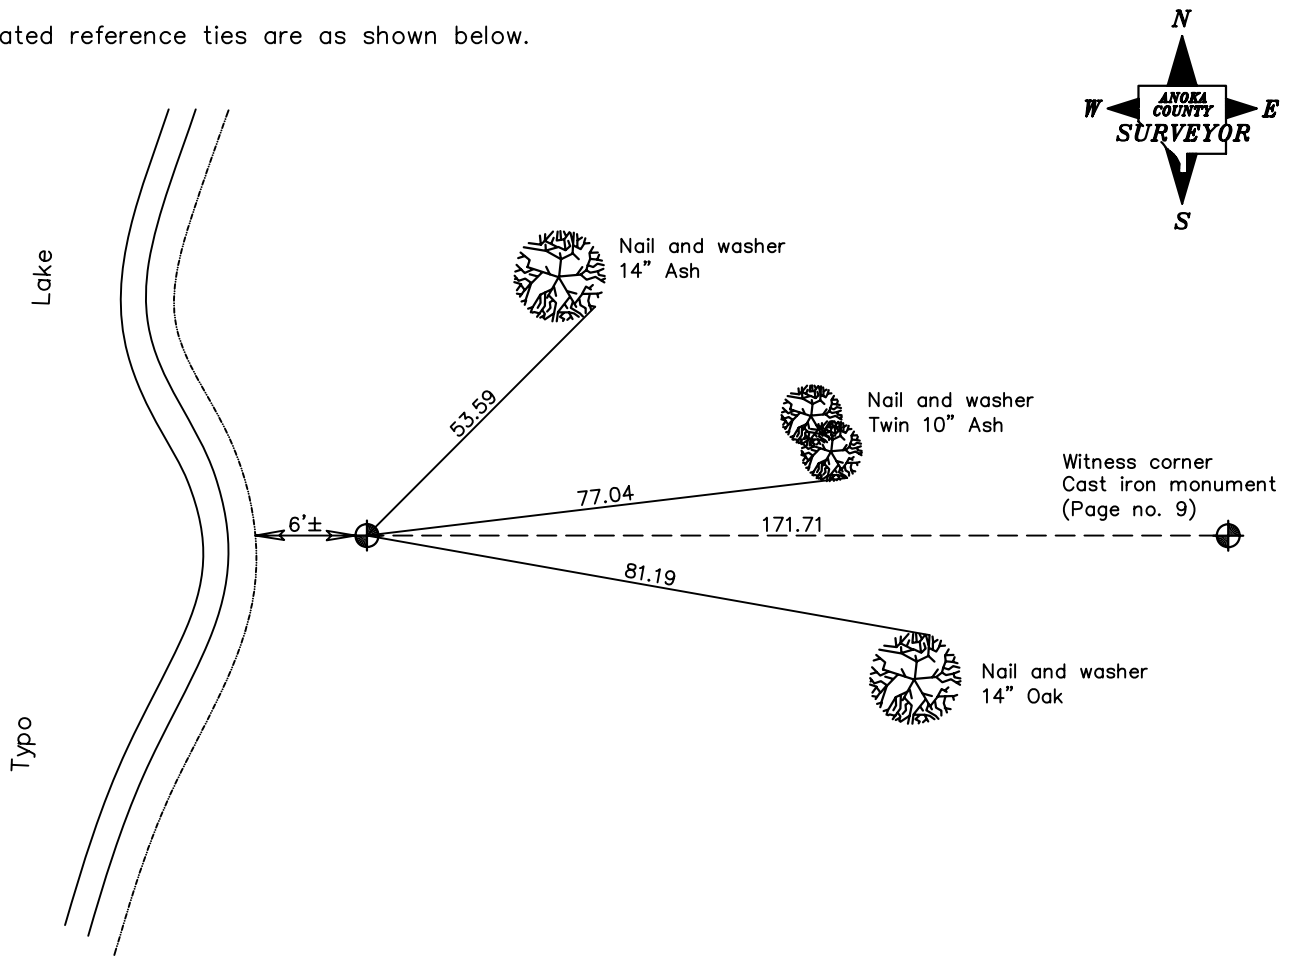 ated reference ties are as shown below.
N
W
ANOKA
COUNTY
SURVEYOR
E
S
Nail and washer
14” Ash
Lake
53.59
Nail and washer
Twin 10” Ash
Witness corner
Cast iron monument
(Page no. 9)
77.04
6’±
171.71
81.19
Nail and washer
14” Oak
Typo